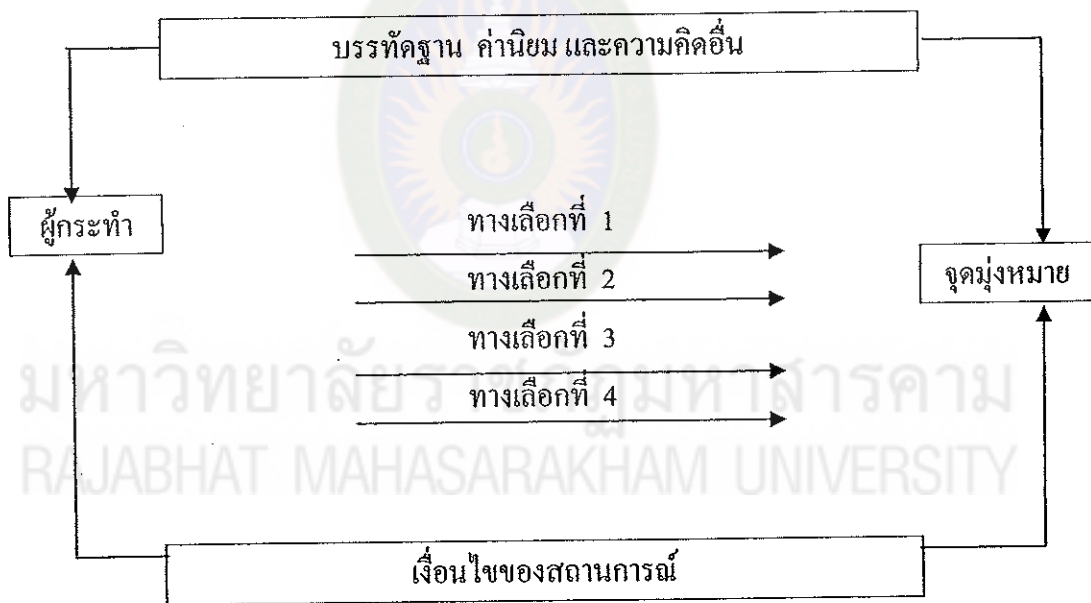 บรรทัดฐาน ค่านิยม และความคิดอื่น
ผู้กระทำ
ทางเลือกที่ 1
ทางเลือกที่ 2
ทางเลือกที่ 3
ทางเลือกที่ 4
จุดมุ่งหมาย
มหาวิทยาลัยราชภัฏมหาสารคาม
RAJABHAT MAHASARAKHAM UNIVERSITY
เงื่อนไขของสถานการณ์